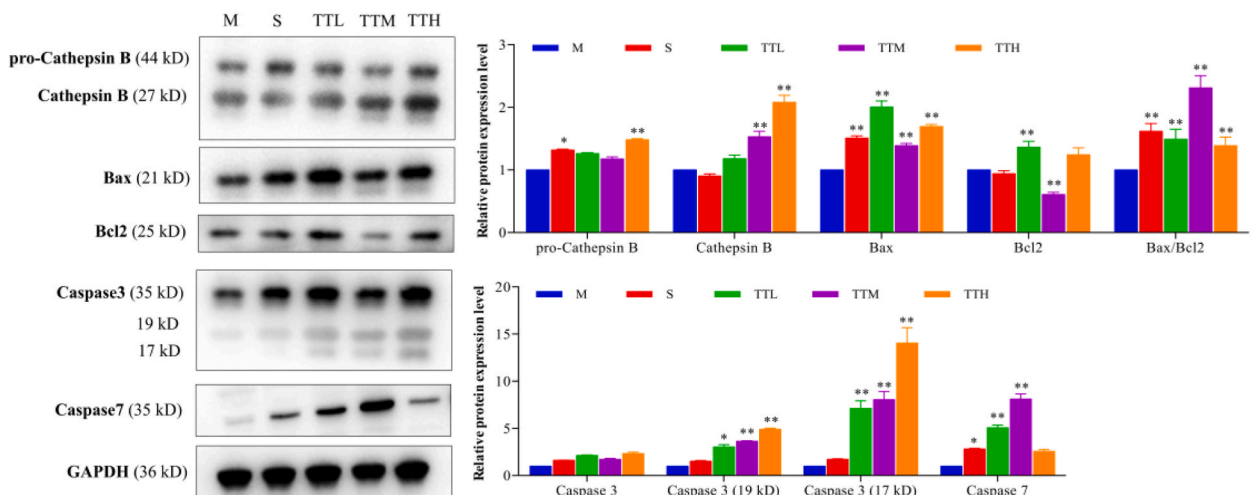 M S TTL TTM TTH
pro-Cathepsin B (44 kD)
Cathepsin B (27 kD)
Bax (21 kD)
Bcl2 (25 kD)
Caspase3 (35 kD)
19 kD
17 kD
Caspase7 (35 kD)
GAPDH (36 kD)
M S TTL TTM TTH
Relative protein expression level
3
2
1
0
* ** ** ** ** ** ** ** ** ** ** ** ** **
pro-Cathepsin B Cathepsin B Bax Bcl2 Bax/Bcl2
M S TTL TTM TTH
Relative protein expression level
20
15
10
5
0
* ** ** ** ** ** * ** **
Caspase 3 Caspase 3 (19 kD) Caspase 3 (17 kD) Caspase 7